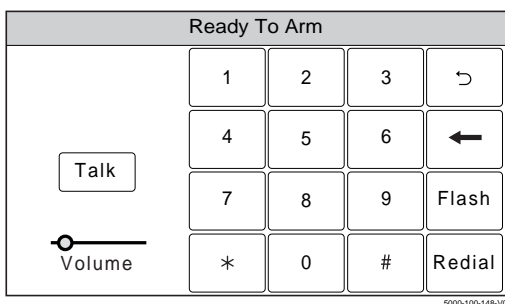 Ready To Arm
1 2 3
4 5 6
Talk
7 8 9 Flash
Volume
* 0 # Redial
5000-100-148-V0